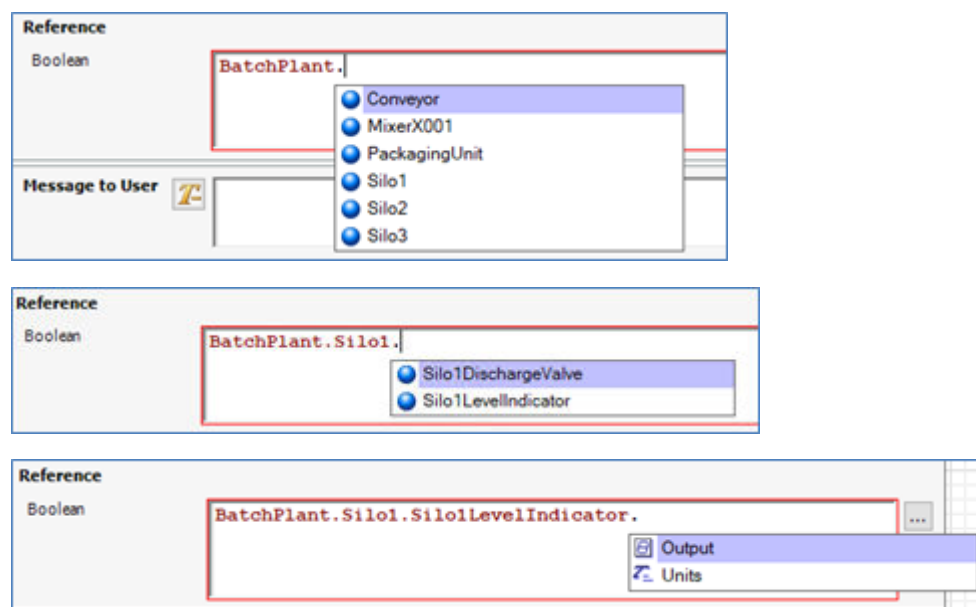 Reference
Boolean
BatchPlant.
Conveyor
MixerX001
PackagingUnit
Silo1
Silo2
Silo3
Message to User
Reference
Boolean
BatchPlant.Silo1.
Silo1DischargeValve
Silo1LevelIndicator
Reference
Boolean
BatchPlant.Silo1.Silo1LevelIndicator.
...
Output
Units